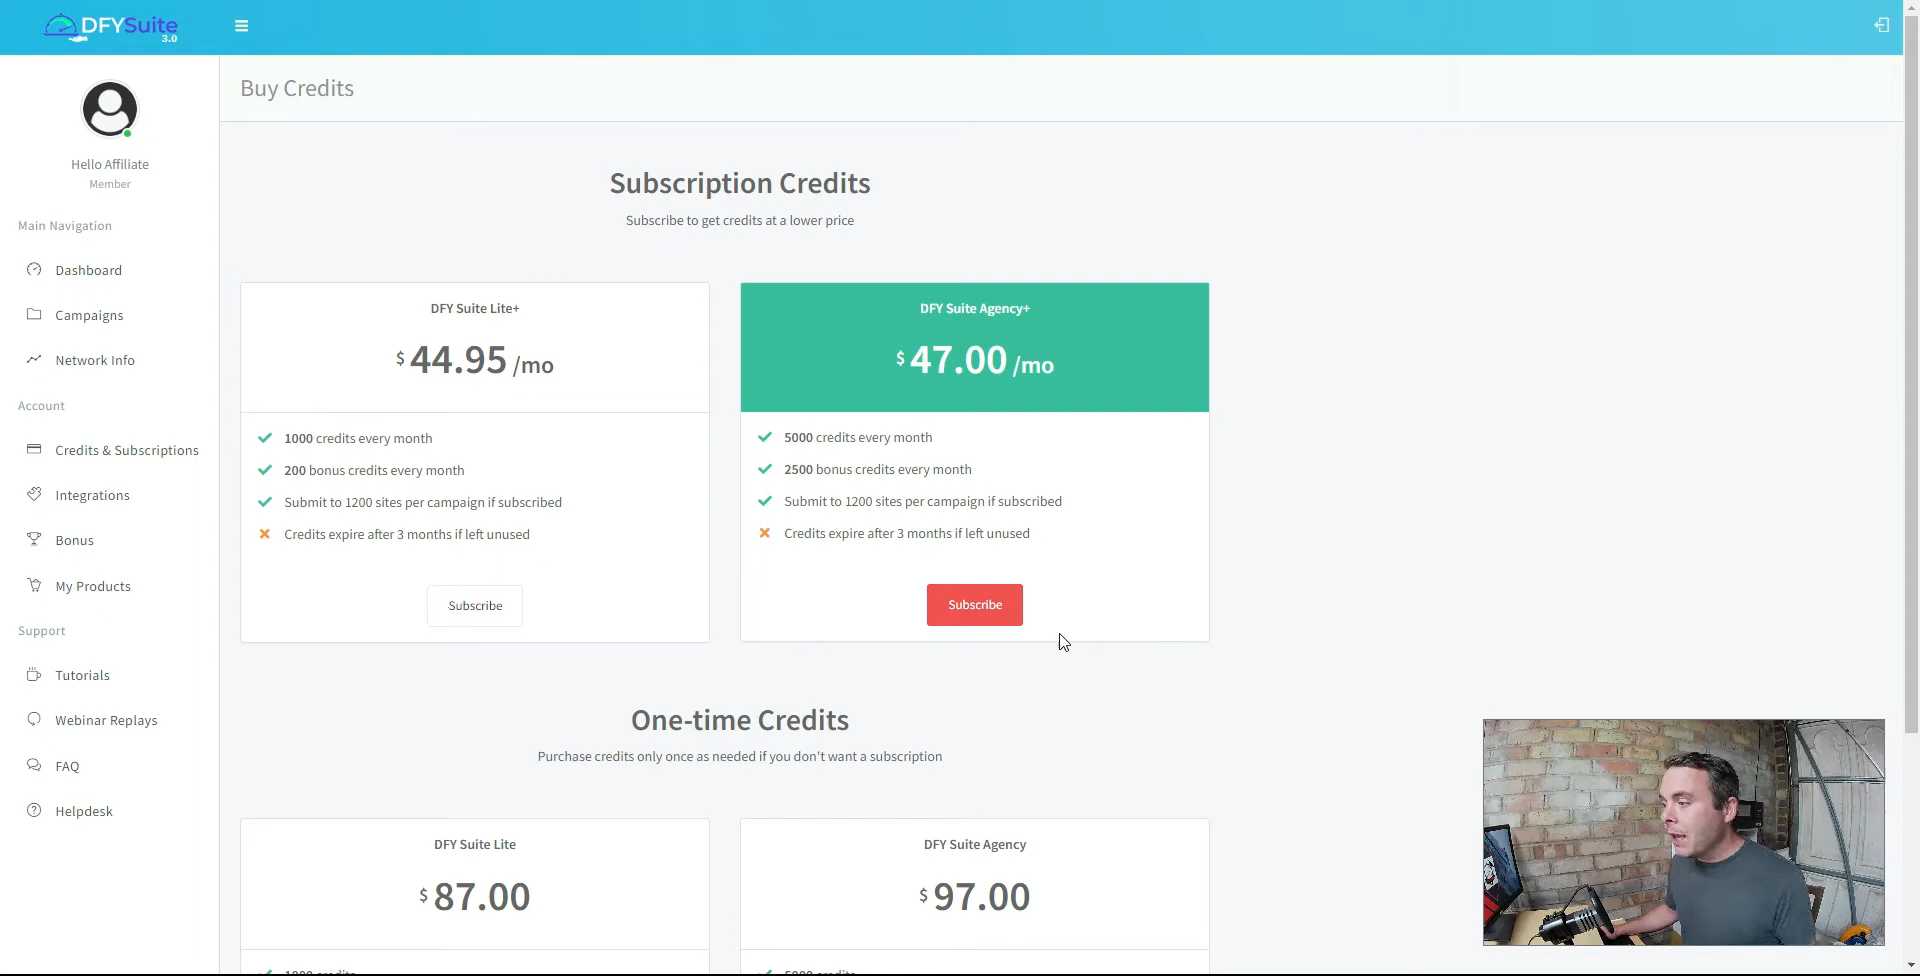 DFYSuite
3.0
Buy Credits
Hello Affiliate
Member
Main Navigation
Dashboard
Campaigns
Network Info
Account
Credits & Subscriptions
Integrations
Bonus
My Products
Support
Tutorials
Webinar Replays
FAQ
Helpdesk
Subscription Credits
Subscribe to get credits at a lower price
DFY Suite Lite+
$ 44.95 /mo
1000 credits every month
200 bonus credits every month
Submit to 1200 sites per campaign if subscribed
Credits expire after 3 months if left unused
Subscribe
DFY Suite Agency+
$ 47.00 /mo
5000 credits every month
2500 bonus credits every month
Submit to 1200 sites per campaign if subscribed
Credits expire after 3 months if left unused
Subscribe
One-time Credits
Purchase credits only once as needed if you don't want a subscription
DFY Suite Lite
$ 87.00
DFY Suite Agency
$ 97.00